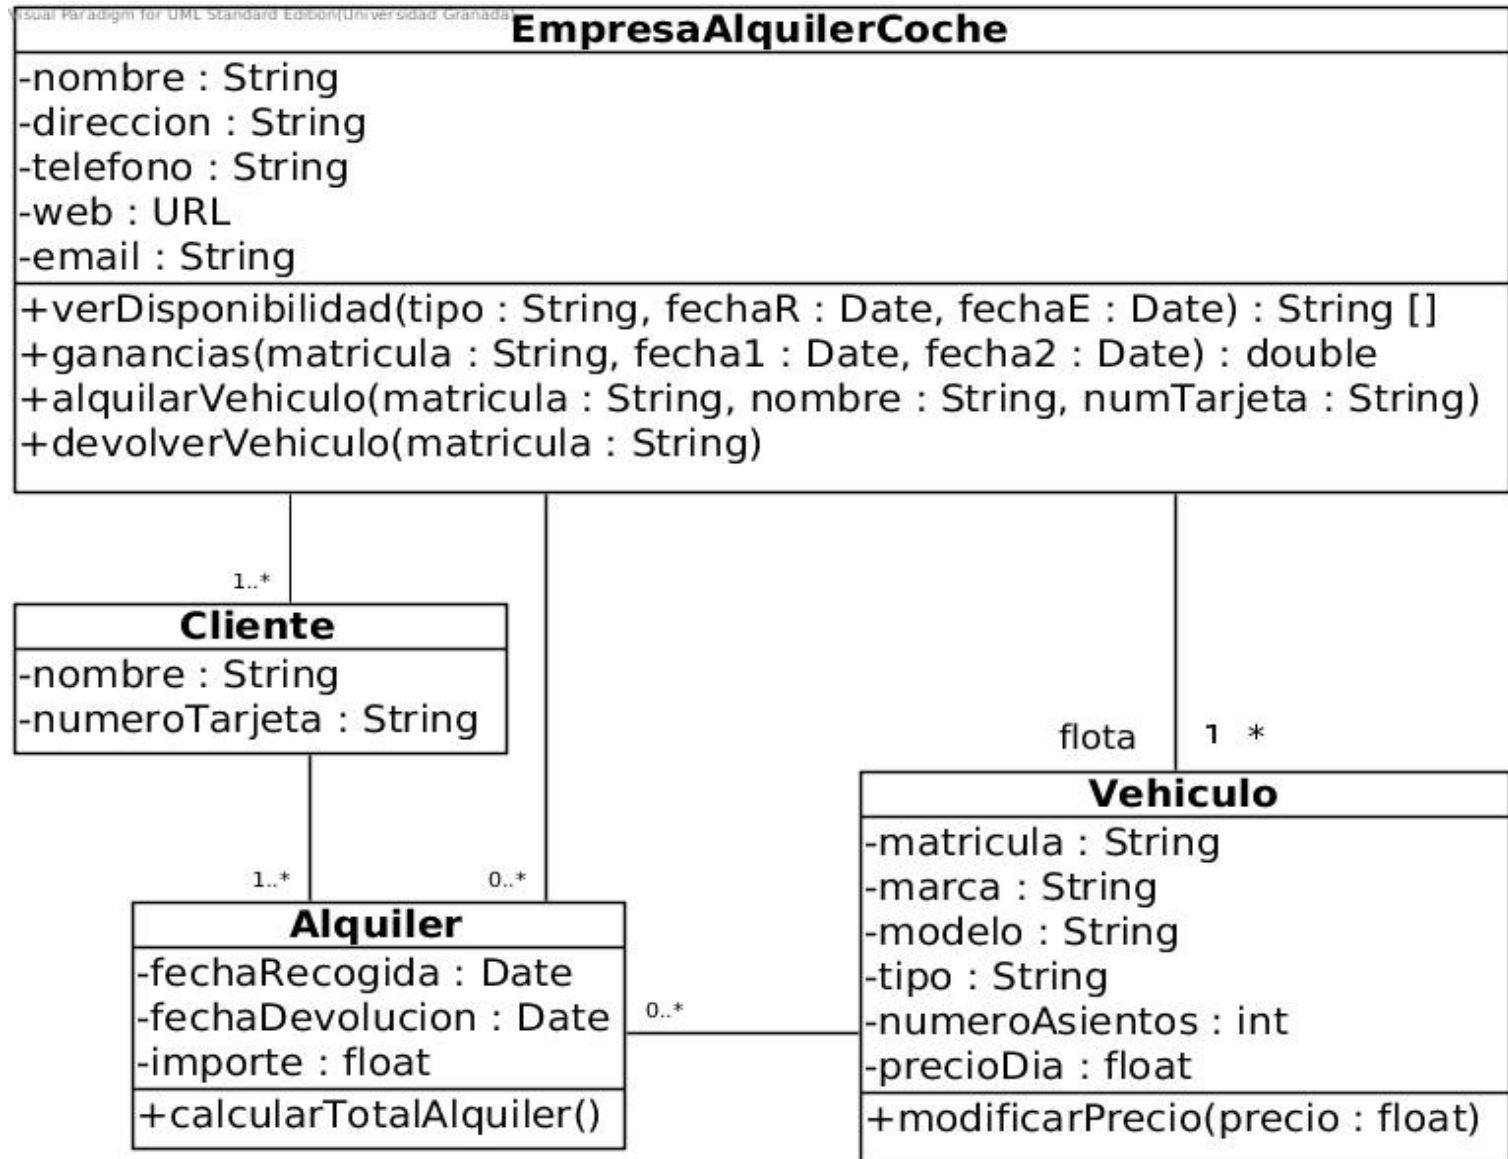 Visual Paradigm for UML Standard Edition(Universidad Granada)
EmpresaAlquilerCoche
-nombre : String
-direccion : String
-telefono : String
-web : URL
-email : String
+verDisponibilidad(tipo : String, fechaR : Date, fechaE : Date) : String []
+ganancias(matricula : String, fecha1 : Date, fecha2 : Date) : double
+alquilarVehiculo(matricula : String, nombre : String, numTarjeta : String)
+devolverVehiculo(matricula : String)
1..*
Cliente
-nombre : String
-numeroTarjeta : String
flota 1 *
Vehiculo
-matricula : String
-marca : String
-modelo : String
-tipo : String
-numeroAsientos : int
-precioDia : float
+modificarPrecio(precio : float)
1..* 0..*
Alquiler
-fechaRecogida : Date
-fechaDevolucion : Date
-importe : float
+calcularTotalAlquiler()
0..*